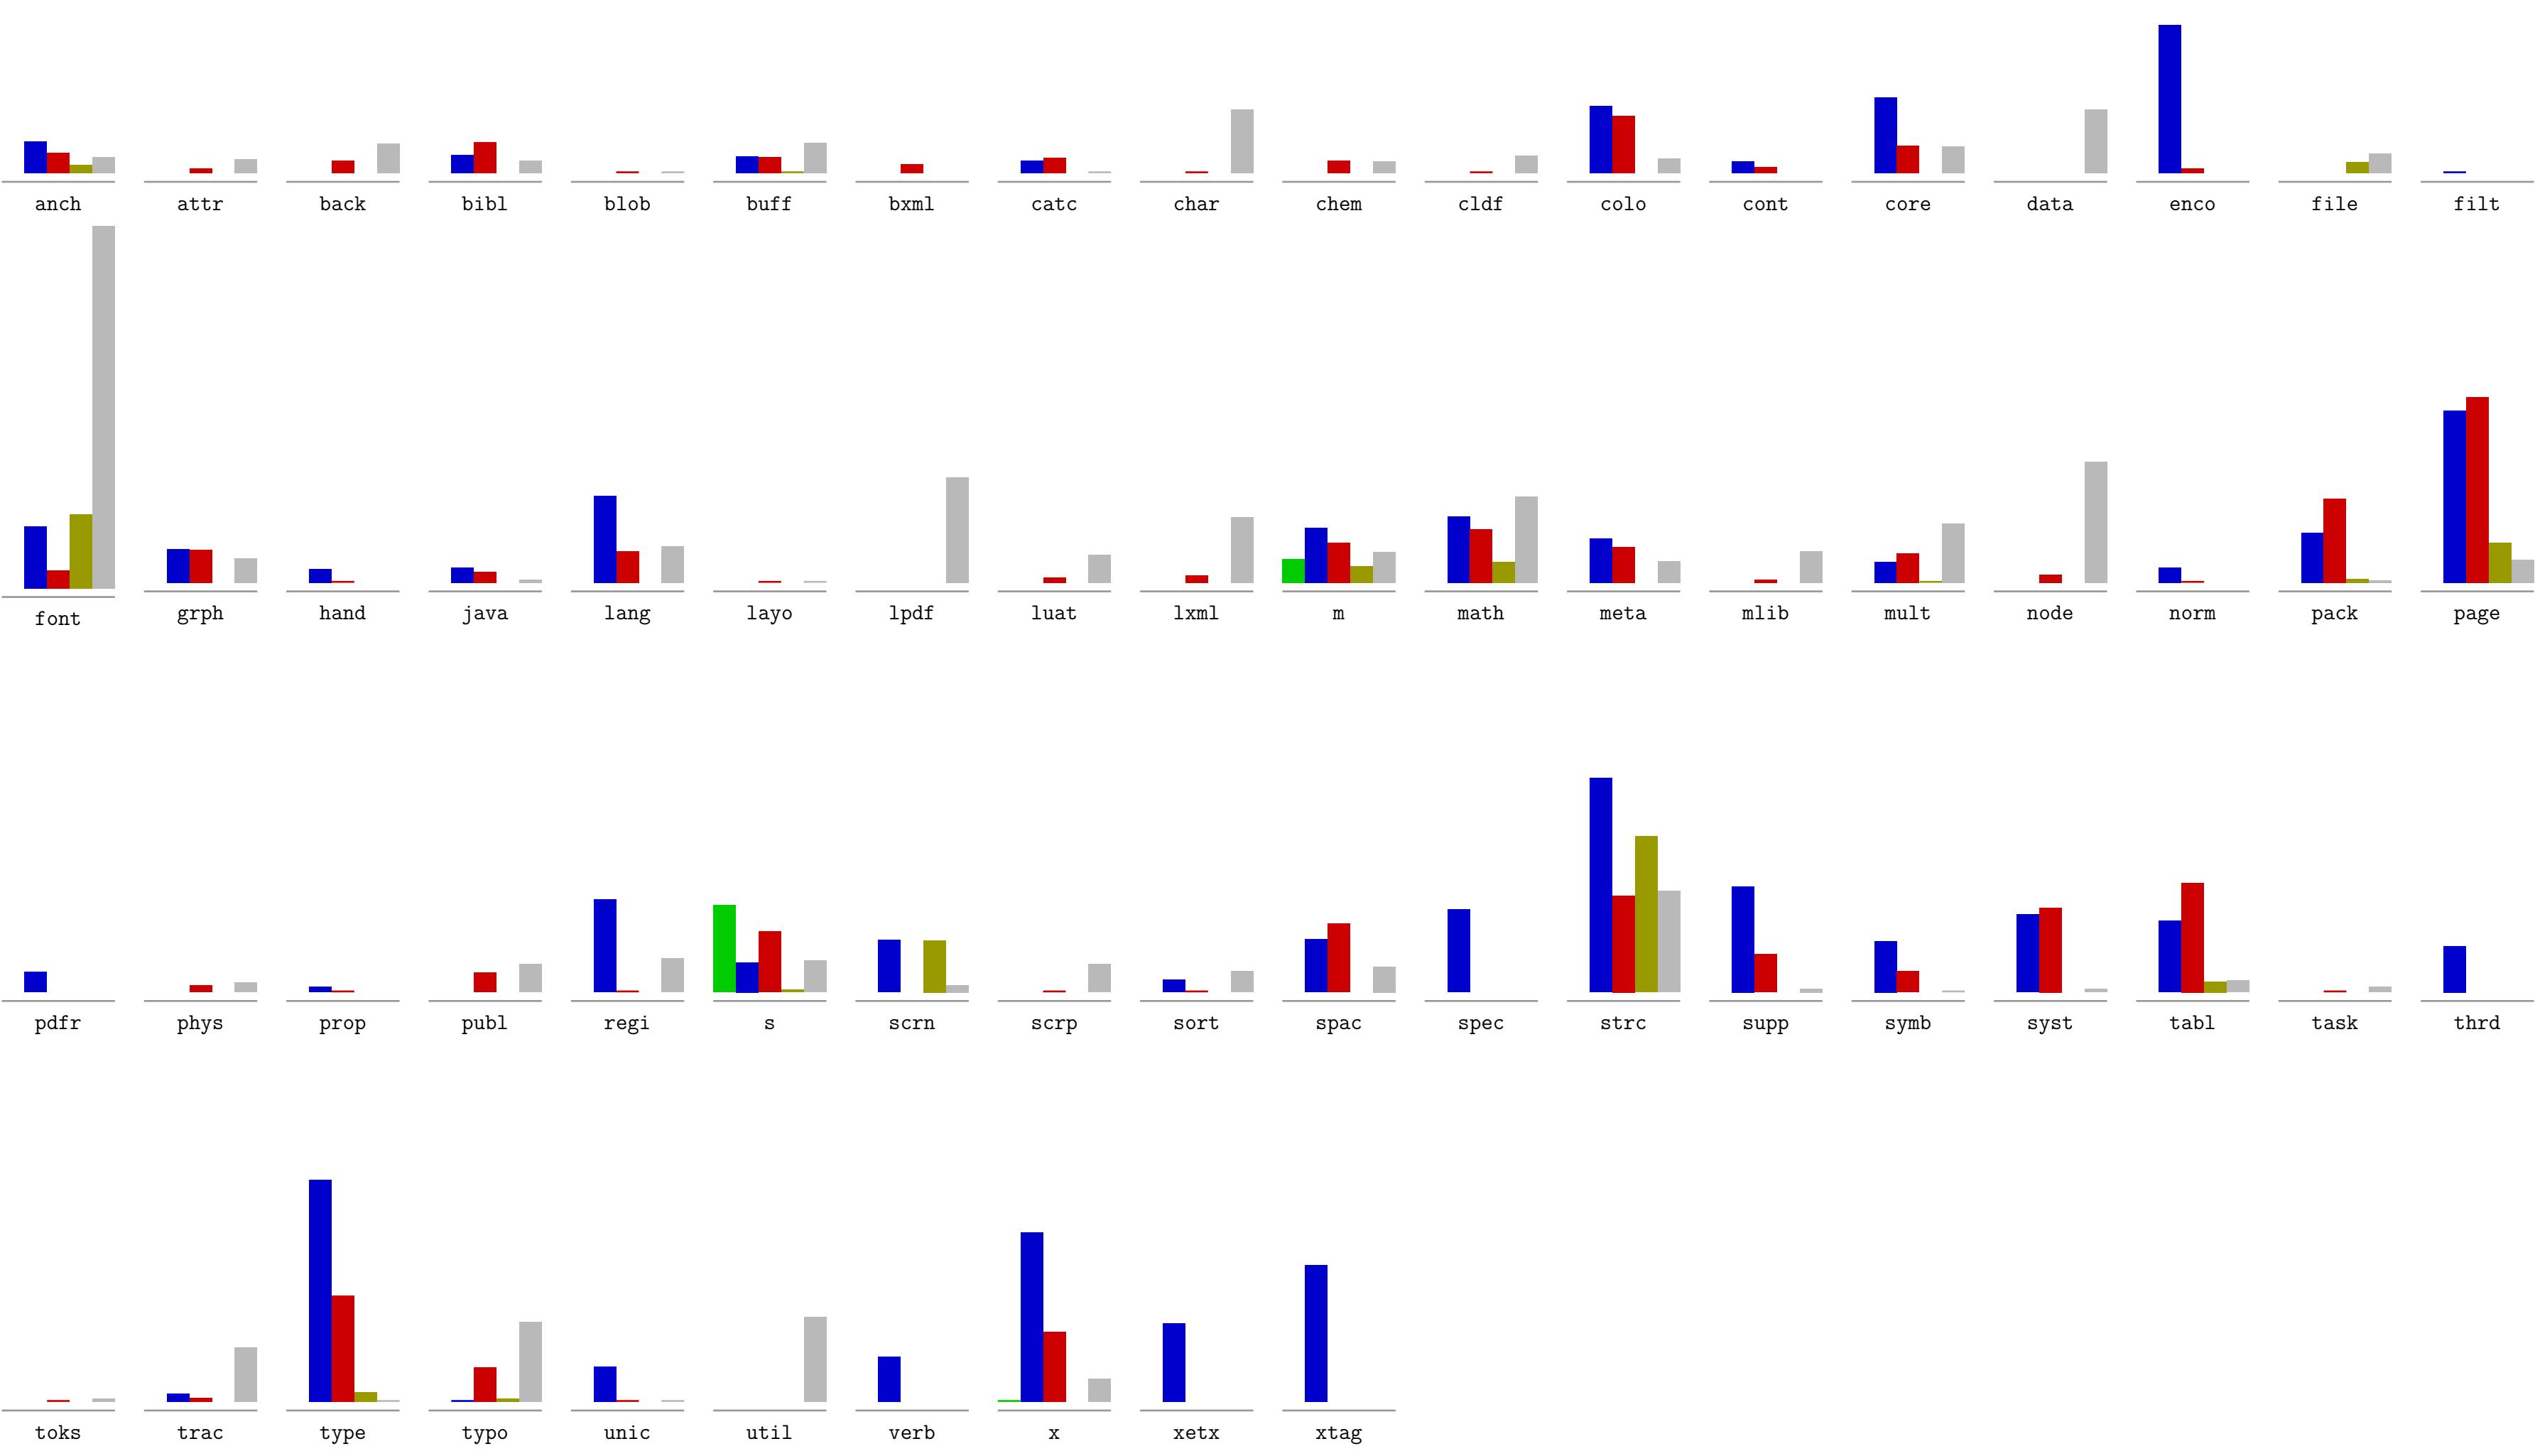 anch attr back bibl blob buff bxml catc char chem cldf colo cont core data enco file filt
font grph hand java lang layo lpdf luat lxml m math meta mlib mult node norm pack page
pdfr phys prop publ regi s scrn scrp sort spac spec strc supp symb syst tabl task thrd
toks trac type typo unic util verb x xetx xtag